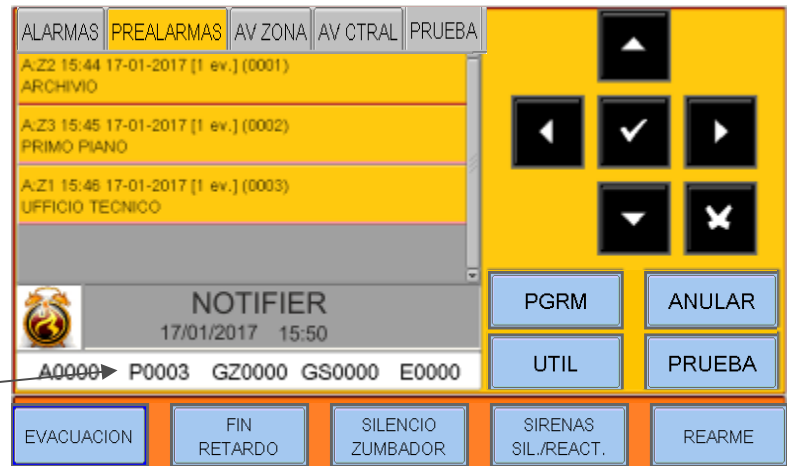 ALARMAS PREALARMAS AV ZONA AV CTRAL PRUEBA
A:Z2 15:44 17-01-2017 [1 ev.] (0001)
ARCHIVIO
A:Z3 15:45 17-01-2017 [1 ev.] (0002)
PRIMO PIANO
A:Z1 15:46 17-01-2017 [1 ev.] (0003)
UFFICIO TECNICO
NOTIFIER
17/01/2017 15:50
A0000 P0003 GZ0000 GS0000 E0000
PGRM ANULAR
UTIL PRUEBA
EVACUACION
FIN
RETARDO
SILENCIO
ZUMBADOR
SIRENAS
SIL./REACT.
REARME